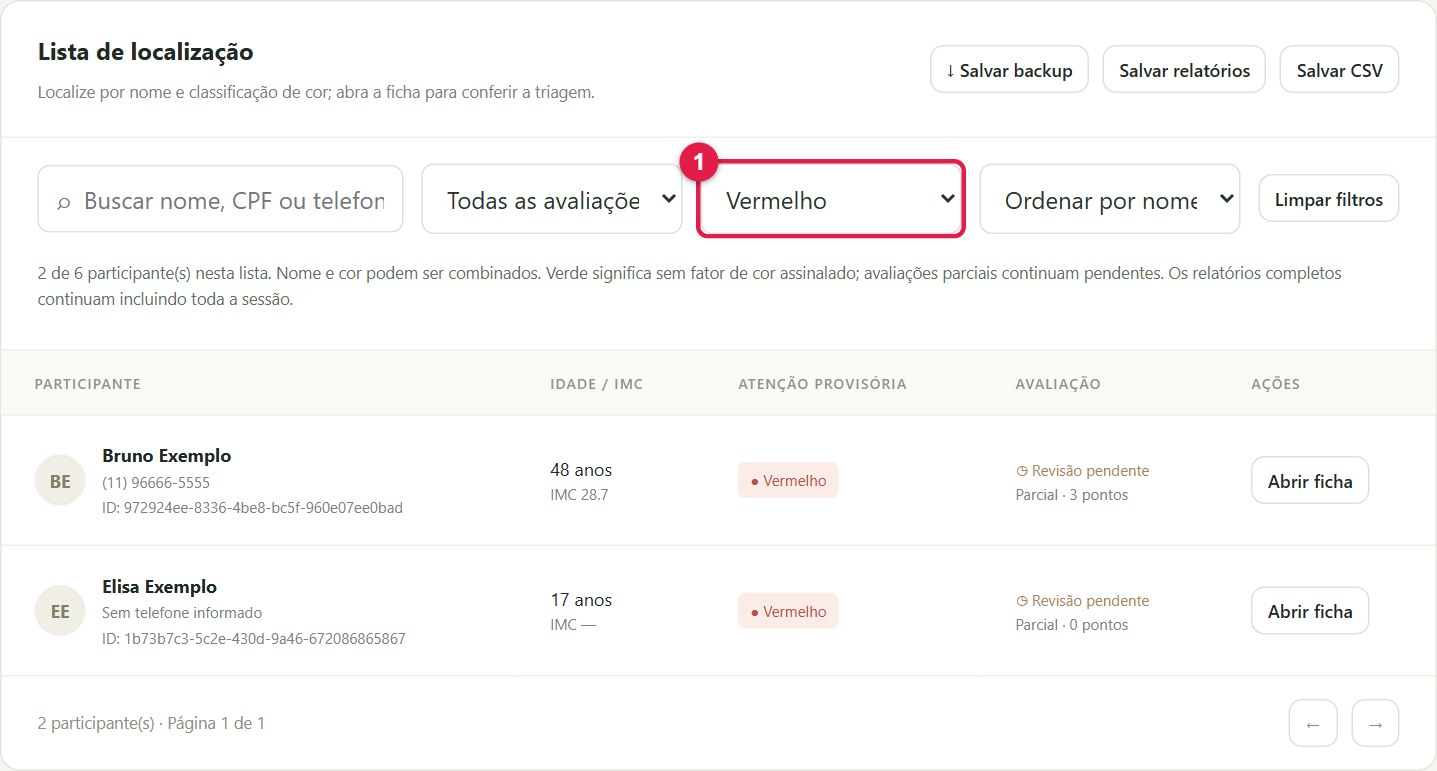 Lista de localização
Localize por nome e classificação de cor; abra a ficha para conferir a triagem.
↓ Salvar backup
Salvar relatórios
Salvar CSV
1
Buscar nome, CPF ou telefon
Todas as avaliaçõe
Vermelho
Ordenar por nome
Limpar filtros
2 de 6 participante(s) nesta lista. Nome e cor podem ser combinados. Verde significa sem fator de cor assinalado; avaliações parciais continuam pendentes. Os relatórios completos
continuam incluindo toda a sessão.
PARTICIPANTE IDADE / IMC ATENÇÃO PROVISÓRIA AVALIAÇÃO AÇÕES
BE
Bruno Exemplo
(11) 96666-5555
ID: 972924ee-8336-4be8-bc5f-960e07ee0bad
48 anos
IMC 28.7
● Vermelho
◷ Revisão pendente
Parcial · 3 pontos
Abrir ficha
EE
Elisa Exemplo
Sem telefone informado
ID: 1b73b7c3-5c2e-430d-9a46-672086865867
17 anos
IMC —
● Vermelho
◷ Revisão pendente
Parcial · 0 pontos
Abrir ficha
2 participante(s) · Página 1 de 1
← →